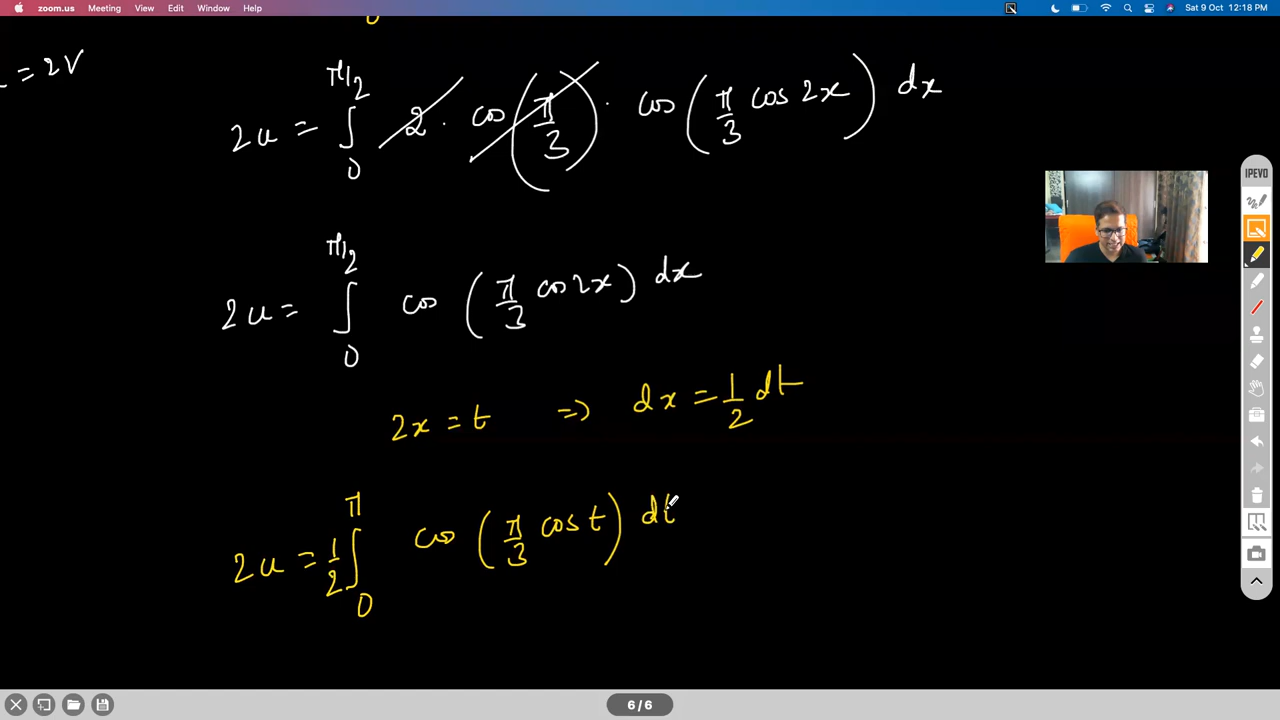 zoom.us Meeting View Edit Window Help Sat 9 Oct 12:18 PM
0
= 2V
2u = ∫₀^{π/2} 2 · cos(π/3) · cos(π/3 cos 2x) dx
2u = ∫₀^{π/2} cos(π/3 cos 2x) dx
2x = t => dx = 1/2 dt
2u = 1/2 ∫₀^π cos(π/3 cos t) dt
IPEVO
6/6